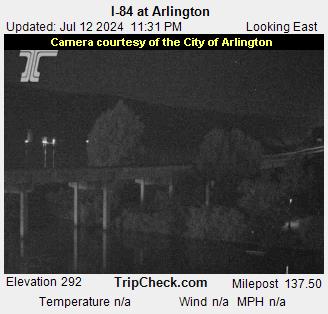 I-84 at Arlington
Updated: Jul 12 2024 11:31 PM Looking East
Camera courtesy of the City of Arlington
Elevation 292 TripCheck.com Milepost 137.50
Temperature n/a Wind n/a MPH n/a